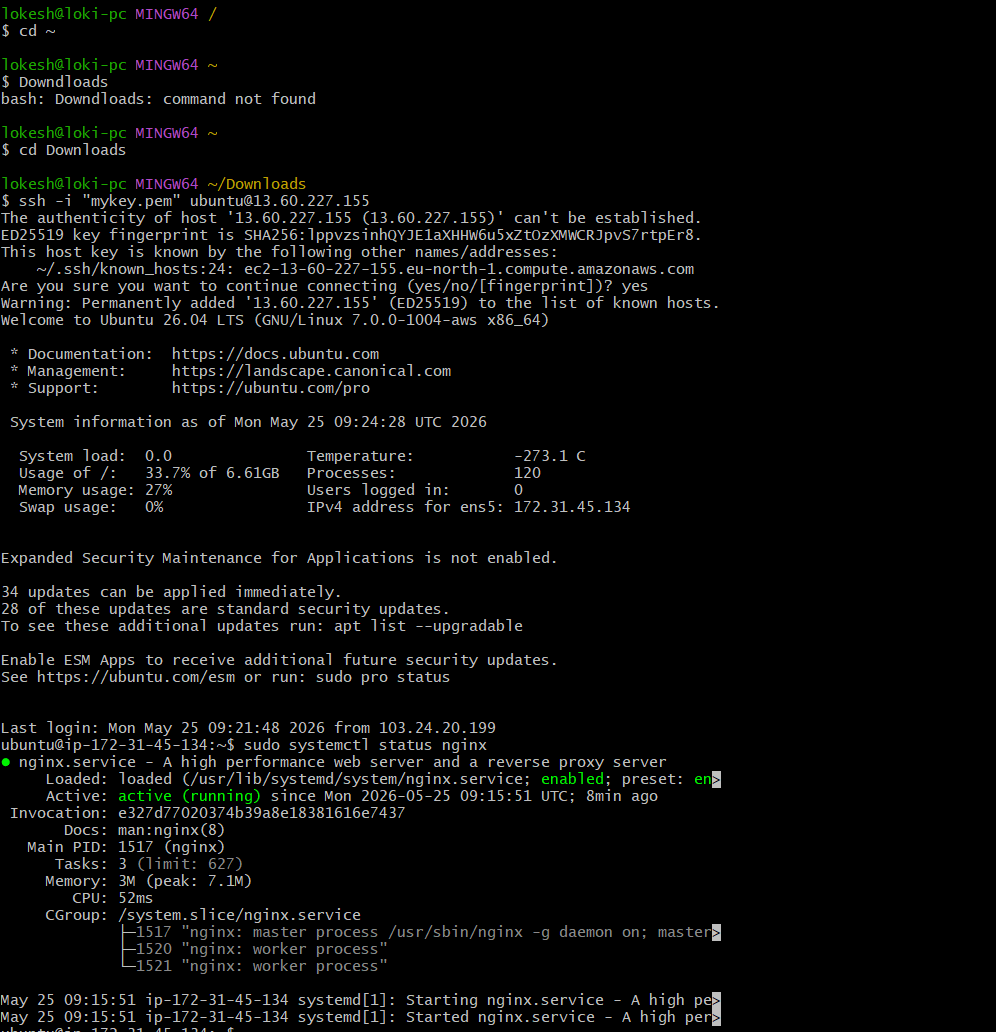 lokesh@loki-pc MINGW64 /
$ cd ~
lokesh@loki-pc MINGW64 ~
$ Downdloads
bash: Downdloads: command not found
lokesh@loki-pc MINGW64 ~
$ cd Downloads
lokesh@loki-pc MINGW64 ~/Downloads
$ ssh -i "mykey.pem" ubuntu@13.60.227.155
The authenticity of host '13.60.227.155 (13.60.227.155)' can't be established.
ED25519 key fingerprint is SHA256:lppvzsinhQYJE1aXHHW6u5xZtOzXMWCRJpvS7rtpEr8.
This host key is known by the following other names/addresses:
    ~/.ssh/known_hosts:24: ec2-13-60-227-155.eu-north-1.compute.amazonaws.com
Are you sure you want to continue connecting (yes/no/[fingerprint])? yes
Warning: Permanently added '13.60.227.155' (ED25519) to the list of known hosts.
Welcome to Ubuntu 26.04 LTS (GNU/Linux 7.0.0-1004-aws x86_64)
 * Documentation:  https://docs.ubuntu.com
 * Management:     https://landscape.canonical.com
 * Support:        https://ubuntu.com/pro
 System information as of Mon May 25 09:24:28 UTC 2026
  System load:  0.0               Temperature:           -273.1 C
  Usage of /:   33.7% of 6.61GB   Processes:             120
  Memory usage: 27%               Users logged in:       0
  Swap usage:   0%                IPv4 address for ens5: 172.31.45.134
Expanded Security Maintenance for Applications is not enabled.
34 updates can be applied immediately.
28 of these updates are standard security updates.
To see these additional updates run: apt list --upgradable
Enable ESM Apps to receive additional future security updates.
See https://ubuntu.com/esm or run: sudo pro status
Last login: Mon May 25 09:21:48 2026 from 103.24.20.199
ubuntu@ip-172-31-45-134:~$ sudo systemctl status nginx
● nginx.service - A high performance web server and a reverse proxy server
     Loaded: loaded (/usr/lib/systemd/system/nginx.service; enabled; preset: en>
     Active: active (running) since Mon 2026-05-25 09:15:51 UTC; 8min ago
 Invocation: e327d77020374b39a8e18381616e7437
       Docs: man:nginx(8)
   Main PID: 1517 (nginx)
      Tasks: 3 (limit: 627)
     Memory: 3M (peak: 7.1M)
        CPU: 52ms
     CGroup: /system.slice/nginx.service
             ├─1517 "nginx: master process /usr/sbin/nginx -g daemon on; master>
             ├─1520 "nginx: worker process"
             └─1521 "nginx: worker process"
May 25 09:15:51 ip-172-31-45-134 systemd[1]: Starting nginx.service - A high pe>
May 25 09:15:51 ip-172-31-45-134 systemd[1]: Started nginx.service - A high per>